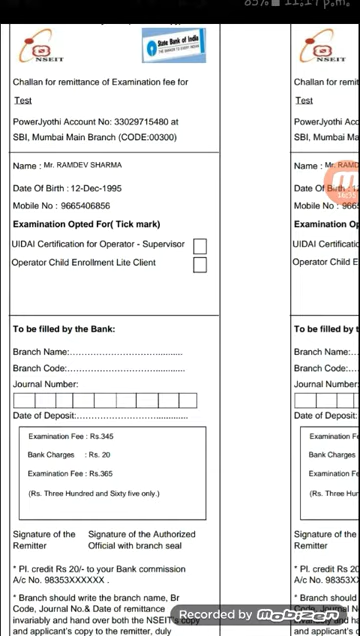 85% 11:17 P.M.
NSEIT
State Bank of India
Challan for remittance of Examination fee for
Test
PowerJyothi Account No: 33029715480 at
SBI, Mumbai Main Branch (CODE:00300)
Name : Mr. RAMDEV SHARMA
Date Of Birth : 12-Dec-1995
Mobile No : 9665406856
Examination Opted For( Tick mark)
UIDAI Certification for Operator - Supervisor
Operator Child Enrollment Lite Client
To be filled by the Bank:
Branch Name:......................................
Branch Code:......................................
Journal Number:
Date of Deposit:......................................
Examination Fee : Rs.345
Bank Charges : Rs. 20
Examination Fee : Rs.365
(Rs. Three Hundred and Sixty five only.)
Signature of the Signature of the Authorized
Remitter Official with branch seal
* Pl. credit Rs 20/- to your Bank commission
A/c No. 98353XXXXXX .
* Branch should write the branch name, Br
Code, Journal No.& Date of remittance
invariably and hand over both the NSEIT's copy
and applicant's copy to the remitter, duly
NSEIT
Challan for remit
Test
PowerJyothi Acc
SBI, Mumbai Ma
Name : Mr. RAMD
Date Of Birth : 12
Mobile No : 966
Examination Op
UIDAI Certificatio
Operator Child E
To be filled by t
Branch Name:...
Branch Code:....
Journal Number:
Date of Deposit:
Examination F
Bank Charges
Examination F
(Rs. Three Hun
Signature of the
Remitter
* Pl. credit Rs 20
A/c No. 98353X
* Branch should
Code, Journal N
and applicant's c
Recorded by mobizen